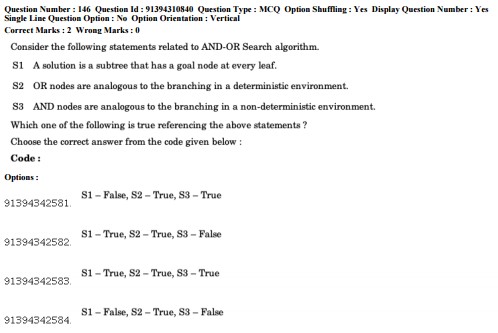 Question Number : 146 Question Id : 91394310840 Question Type : MCQ Option Shuffling : Yes Display Question Number : Yes
Single Line Question Option : No Option Orientation : Vertical
Correct Marks : 2 Wrong Marks : 0
Consider the following statements related to AND-OR Search algorithm.
S1 A solution is a subtree that has a goal node at every leaf.
S2 OR nodes are analogous to the branching in a deterministic environment.
S3 AND nodes are analogous to the branching in a non-deterministic environment.
Which one of the following is true referencing the above statements ?
Choose the correct answer from the code given below :
Code :
Options :
S1 – False, S2 – True, S3 – True
91394342581.
S1 – True, S2 – True, S3 – False
91394342582.
S1 – True, S2 – True, S3 – True
91394342583.
S1 – False, S2 – True, S3 – False
91394342584.